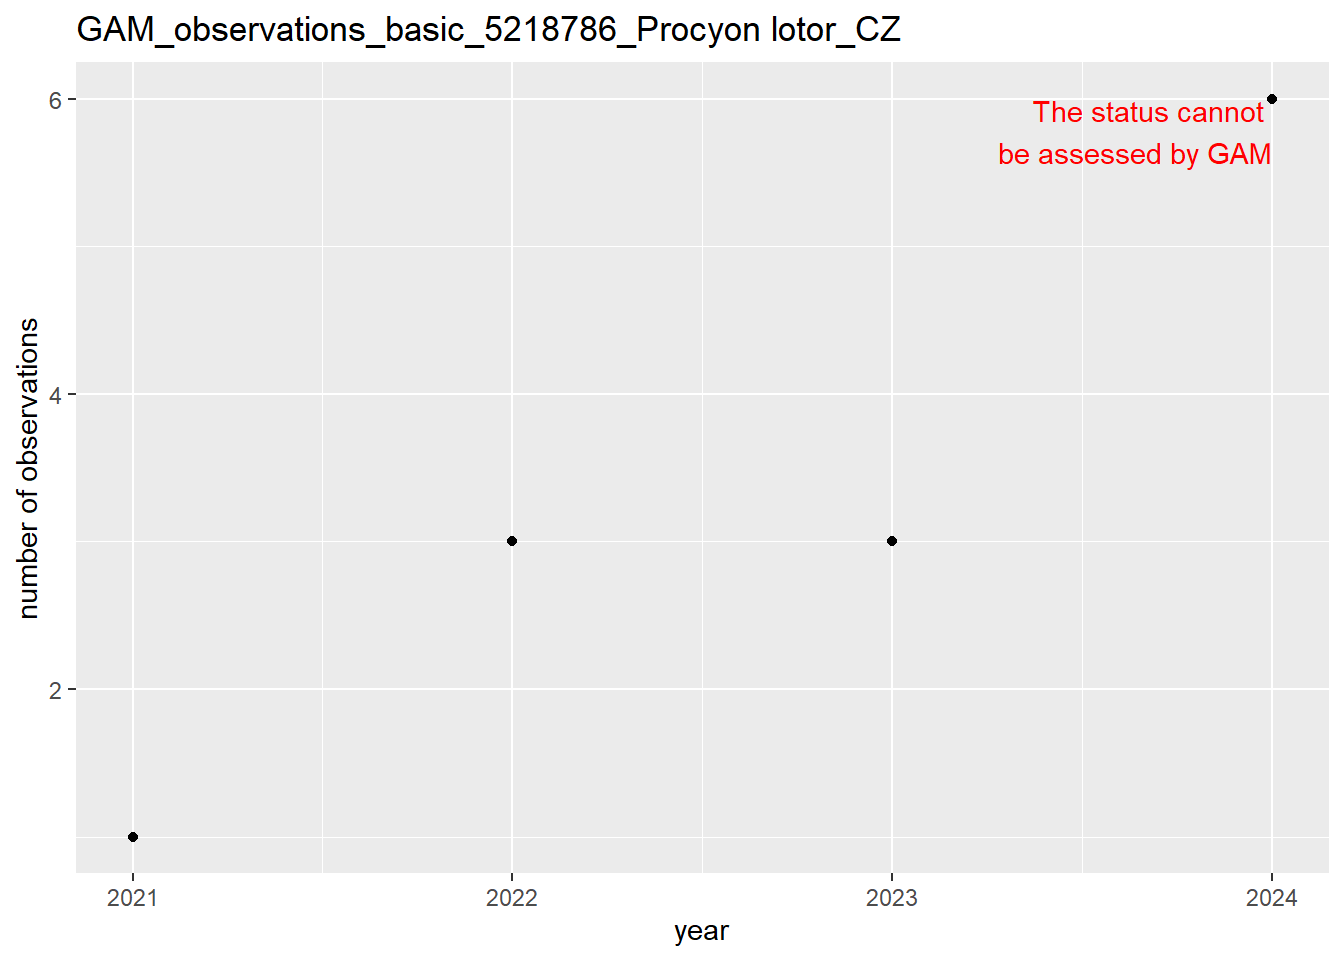 GAM_observations_basic_5218786_Procyon lotor_CZ
6
The status cannot
be assessed by GAM
4
number of observations
2
2021 2022 2023 2024
year